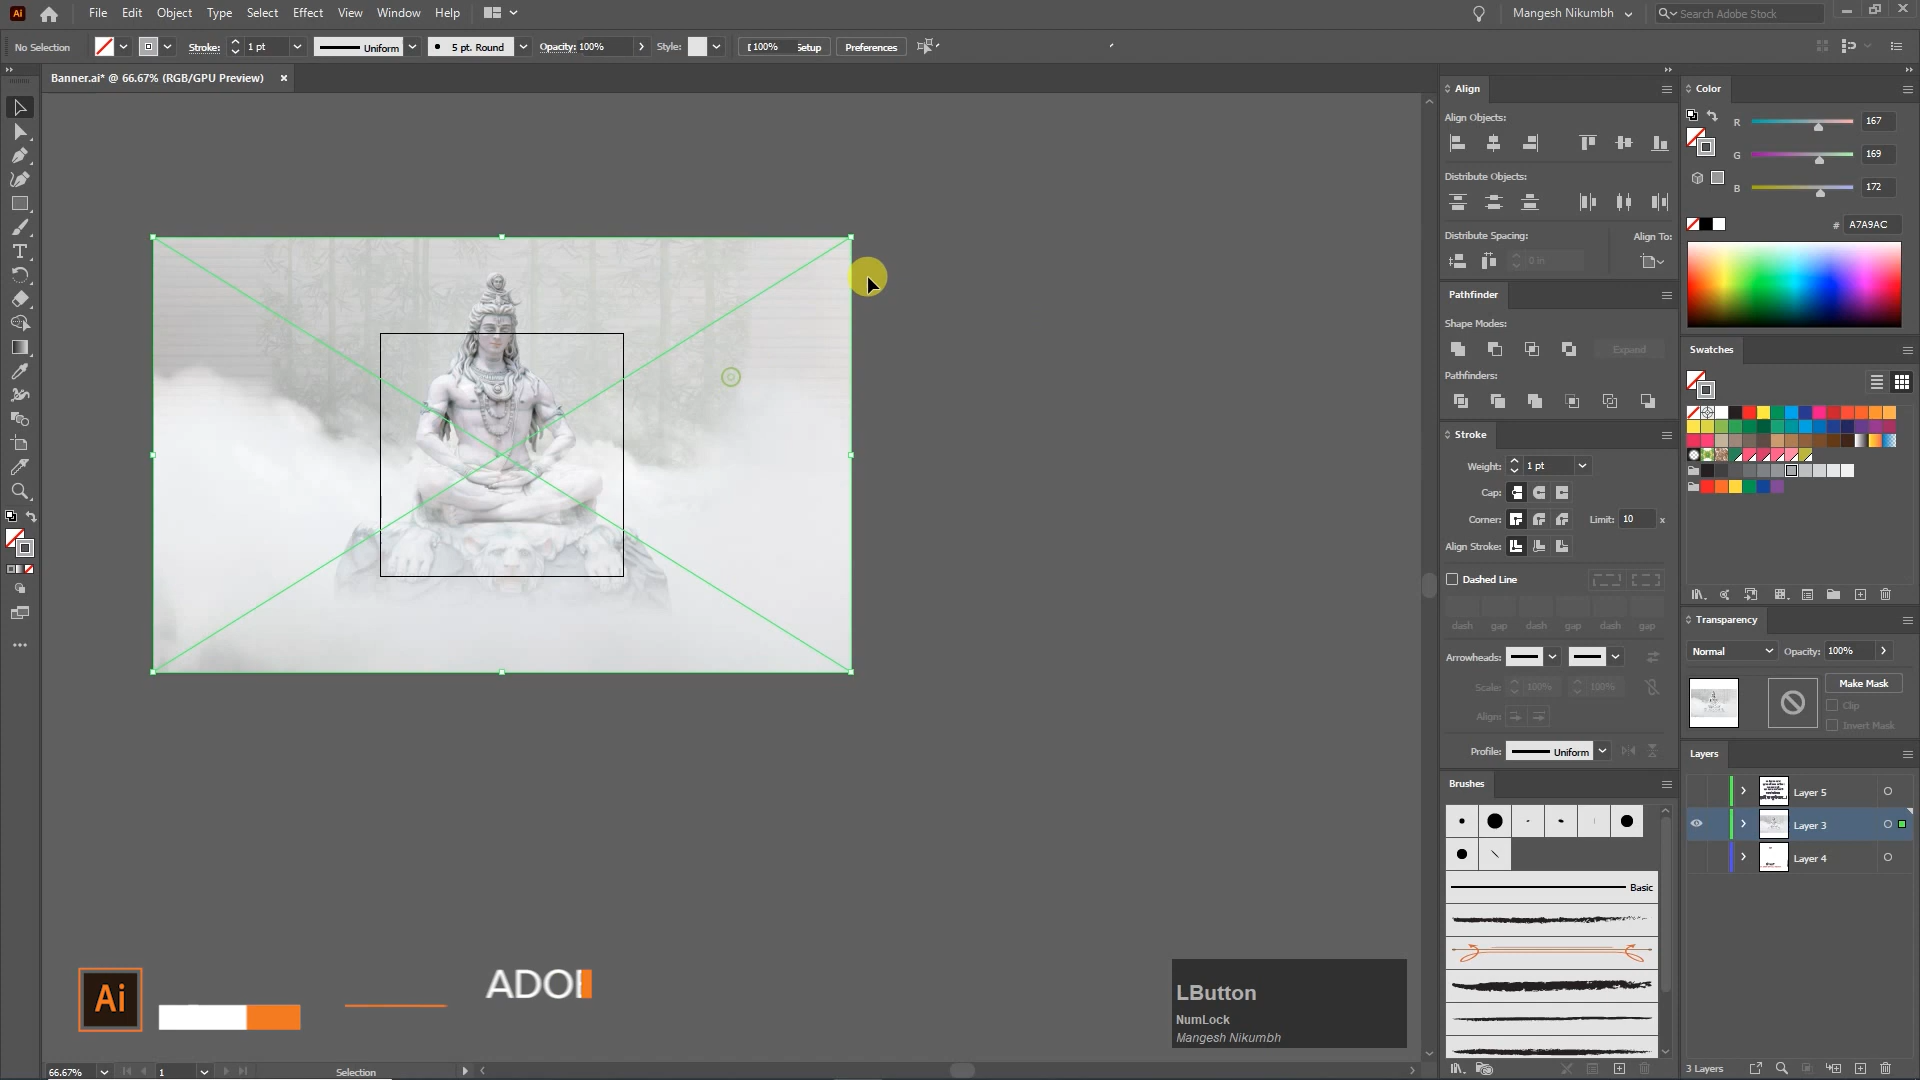 Ai
File Edit Object Type Select Effect View Window Help
Mangesh Nikumbh
Search Adobe Stock
No Selection
Stroke: 1 pt
Uniform
5 pt. Round
Opacity: 100%
Style:
100%
Setup
Preferences
Banner.ai* @ 66.67% (RGB/GPU Preview)
Align
Align Objects:
Distribute Objects:
Distribute Spacing:
Align To:
0 in
Pathfinder
Shape Modes:
Expand
Pathfinders:
Stroke
Weight: 1 pt
Cap:
Corner:
Limit: 10 x
Align Stroke:
Dashed Line
dash gap dash gap dash gap
Arrowheads:
Scale: 100% 100%
Align:
Profile: Uniform
Brushes
Basic
Color
R 167
G 169
B 172
# A7A9AC
Swatches
Transparency
Normal
Opacity: 100%
Make Mask
Clip
Invert Mask
Layers
Layer 5
Layer 3
Layer 4
3 Layers
Ai
LButton
NumLock
Mangesh Nikumbh
66.67%
1
Selection